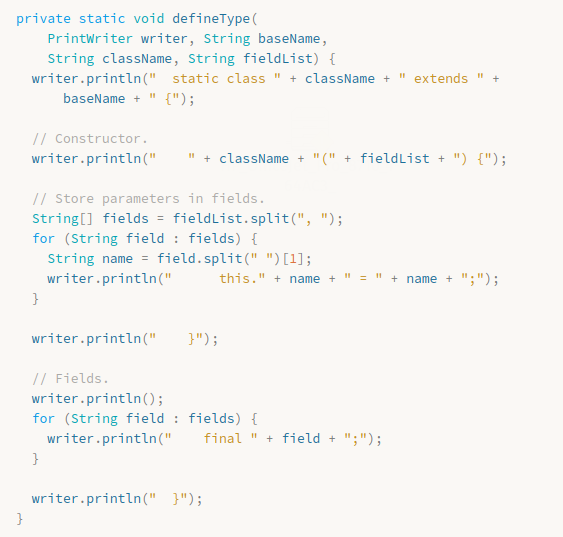 private static void defineType(
    PrintWriter writer, String baseName,
    String className, String fieldList) {
  writer.println("  static class " + className + " extends " +
      baseName + " {");

  // Constructor.
  writer.println("    " + className + "(" + fieldList + ") {");

  // Store parameters in fields.
  String[] fields = fieldList.split(", ");
  for (String field : fields) {
    String name = field.split(" ")[1];
    writer.println("      this." + name + " = " + name + ";");
  }

  writer.println("    }");

  // Fields.
  writer.println();
  for (String field : fields) {
    writer.println("    final " + field + ";");
  }

  writer.println("  }");
}